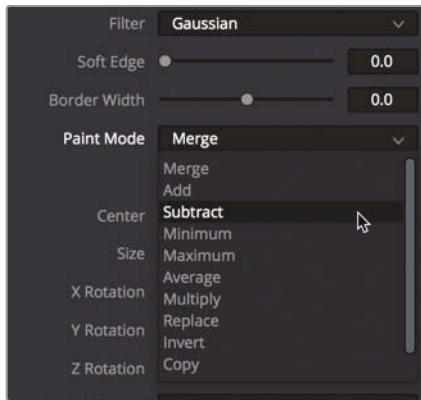 Filter Gaussian
Soft Edge 0.0
Border Width 0.0
Paint Mode Merge
Merge
Add
Center Subtract
Minimum
Size Maximum
Average
X Rotation Multiply
Y Rotation Replace
Invert
Z Rotation Copy